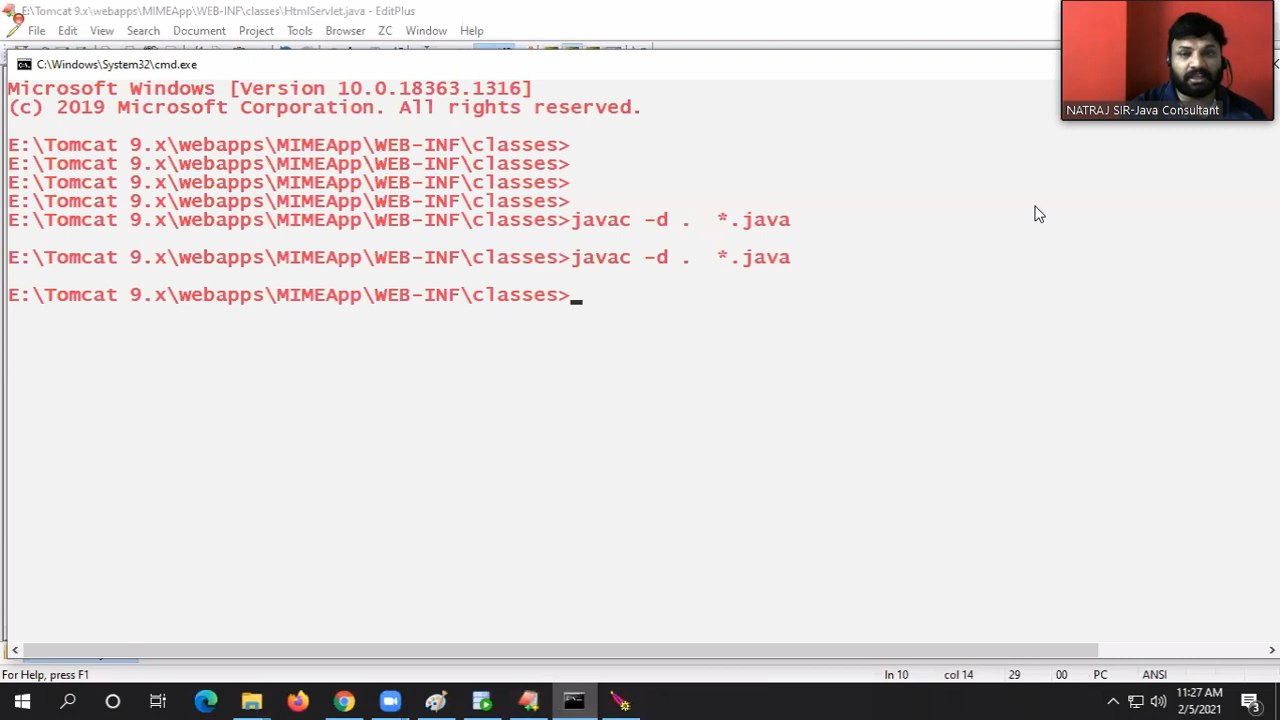 E:\Tomcat 9.x\webapps\MIMEApp\WEB-INF\classes\HtmlServlet.java - EditPlus
File Edit View Search Document Project Tools Browser ZC Window Help
C:\Windows\System32\cmd.exe
Microsoft Windows [Version 10.0.18363.1316]
(c) 2019 Microsoft Corporation. All rights reserved.
NATRAJ SIR-Java Consultant
E:\Tomcat 9.x\webapps\MIMEApp\WEB-INF\classes>
E:\Tomcat 9.x\webapps\MIMEApp\WEB-INF\classes>
E:\Tomcat 9.x\webapps\MIMEApp\WEB-INF\classes>
E:\Tomcat 9.x\webapps\MIMEApp\WEB-INF\classes>
E:\Tomcat 9.x\webapps\MIMEApp\WEB-INF\classes>javac -d .  *.java
E:\Tomcat 9.x\webapps\MIMEApp\WEB-INF\classes>javac -d .  *.java
E:\Tomcat 9.x\webapps\MIMEApp\WEB-INF\classes>
For Help, press F1 ln 10 col 14 29 00 PC ANSI
11:27 AM
2/5/2021
3